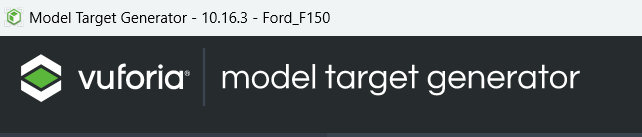 Model Target Generator - 10.16.3 - Ford_F150
vuforia® model target generator